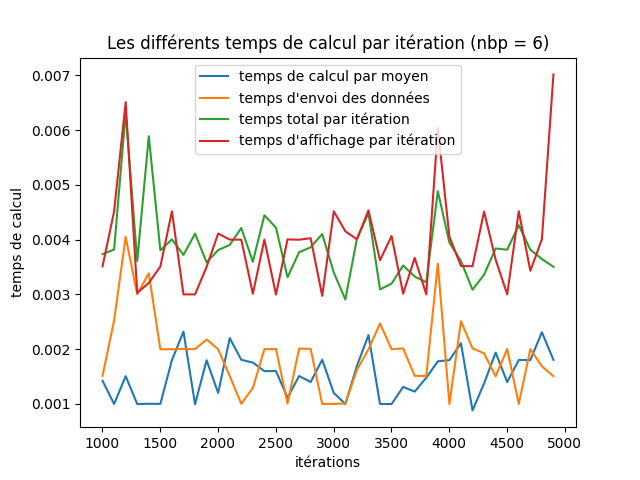 Les différents temps de calcul par itération (nbp = 6)
temps de calcul par moyen
temps d'envoi des données
temps total par itération
temps d'affichage par itération
temps de calcul
0.007
0.006
0.005
0.004
0.003
0.002
0.001
1000 1500 2000 2500 3000 3500 4000 4500 5000
itérations